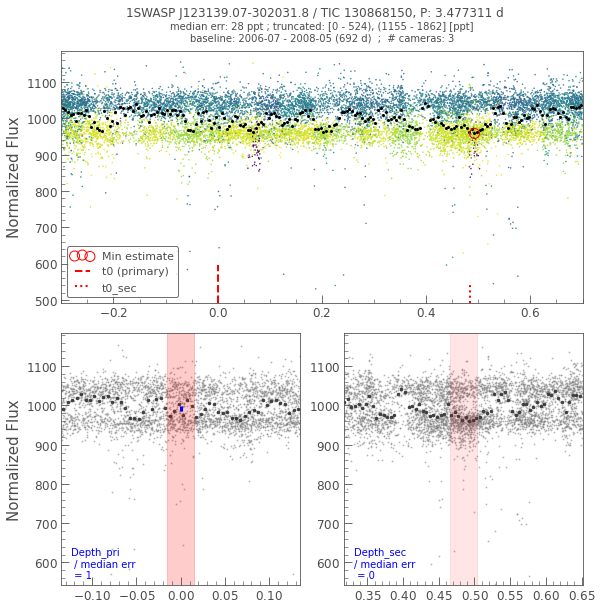 1SWASP J123139.07-302031.8 / TIC 130868150, P: 3.477311 d
median err: 28 ppt ; truncated: [0 - 524), (1155 - 1862] [ppt]
baseline: 2006-07 - 2008-05 (692 d)  ;  # cameras: 3
Normalized Flux
1100
1000
900
800
700
600
500
Min estimate
t0 (primary)
t0_sec
−0.2 0.0 0.2 0.4 0.6
Normalized Flux
1100
1000
900
800
700
600
Depth_pri
/ median err
= 1
−0.10 −0.05 0.00 0.05 0.10
1100
1000
900
800
700
600
Depth_sec
/ median err
= 0
0.35 0.40 0.45 0.50 0.55 0.60 0.65